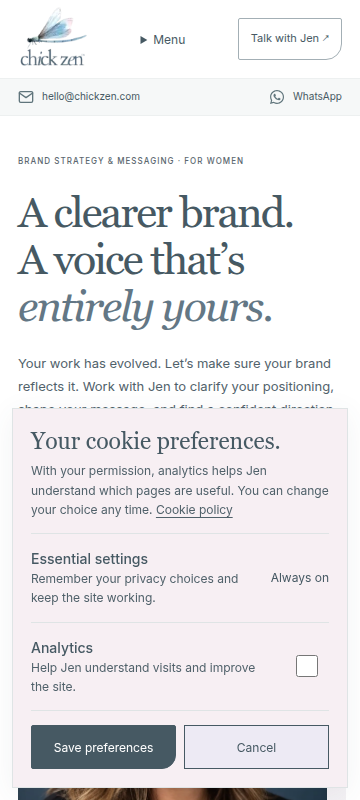 chick zen
Menu
Talk with Jen ↗
hello@chickzen.com
WhatsApp
BRAND STRATEGY & MESSAGING · FOR WOMEN
A clearer brand.
A voice that’s
entirely yours.
Your work has evolved. Let’s make sure your brand
reflects it. Work with Jen to clarify your positioning,
Your cookie preferences.
With your permission, analytics helps Jen
understand which pages are useful. You can change
your choice any time. Cookie policy
Essential settings
Remember your privacy choices and
keep the site working.
Always on
Analytics
Help Jen understand visits and improve
the site.
Save preferences
Cancel